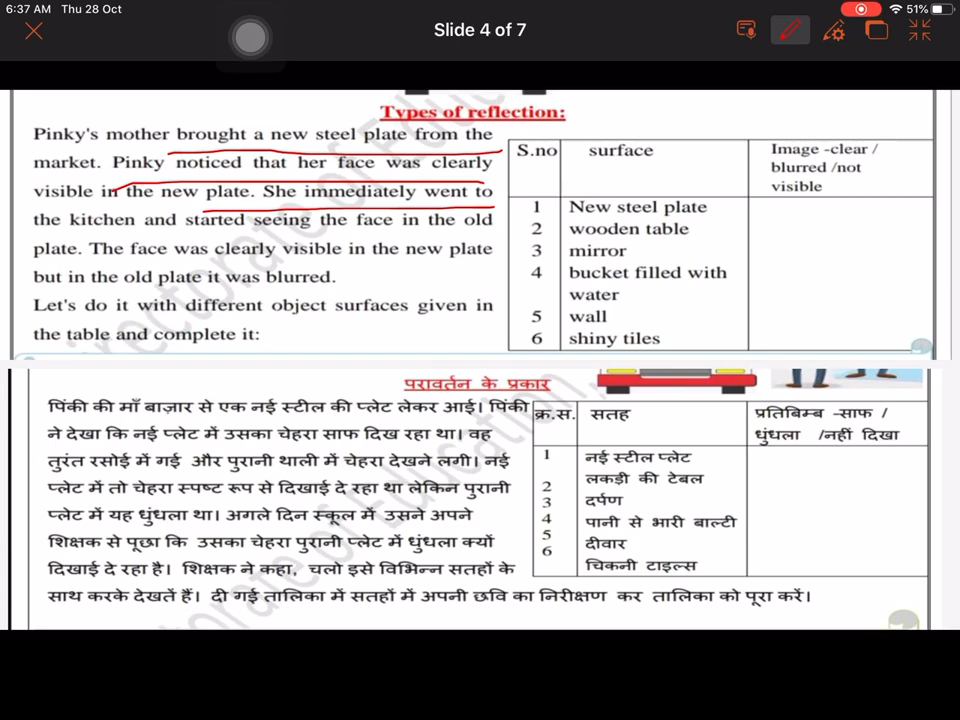 6:37 AM Thu 28 Oct
51%
Slide 4 of 7
Types of reflection:
Pinky's mother brought a new steel plate from the
market. Pinky noticed that her face was clearly
visible in the new plate. She immediately went to
the kitchen and started seeing the face in the old
plate. The face was clearly visible in the new plate
but in the old plate it was blurred.
Let's do it with different object surfaces given in
the table and complete it:
S.no surface Image -clear /
blurred /not
visible
1 New steel plate
2 wooden table
3 mirror
4 bucket filled with
water
5 wall
6 shiny tiles
परावर्तन के प्रकार
पिंकी की माँ बाज़ार से एक नई स्टील की प्लेट लेकर आई। पिंकी
ने देखा कि नई प्लेट में उसका चेहरा साफ दिख रहा था। वह
तुरंत रसोई में गई और पुरानी थाली में चेहरा देखने लगी। नई
प्लेट में तो चेहरा स्पष्ट रूप से दिखाई दे रहा था लेकिन पुरानी
प्लेट में यह धुंधला था। अगले दिन स्कूल में उसने अपने
शिक्षक से पूछा कि उसका चेहरा पुरानी प्लेट में धुंधला क्यों
दिखाई दे रहा है। शिक्षक ने कहा, चलो इसे विभिन्न सतहों के
साथ करके देखतें हैं। दी गई तालिका में सतहों में अपनी छवि का निरीक्षण कर तालिका को पूरा करें।
क्र.स. सतह प्रतिबिम्ब -साफ /
धुंधला /नहीं दिखा
1 नई स्टील प्लेट
2 लकड़ी की टेबल
3 दर्पण
4 पानी से भारी बाल्टी
5 दीवार
6 चिकनी टाइल्स